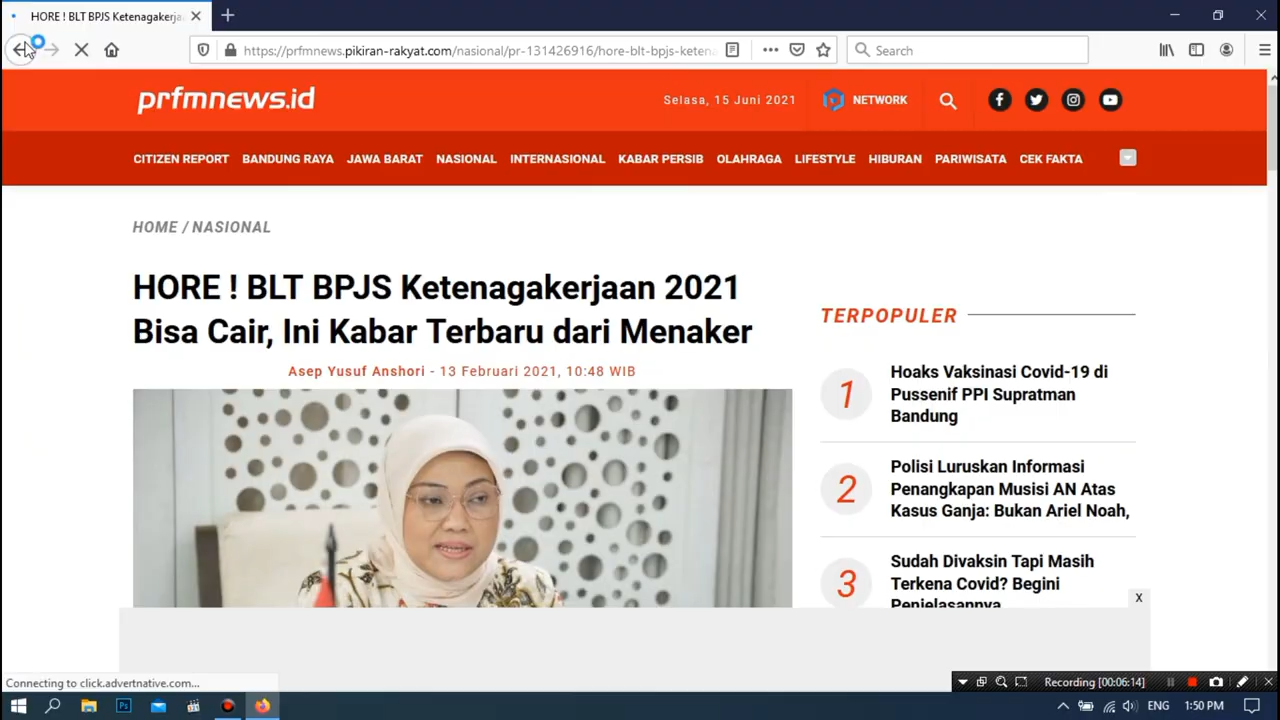 HORE ! BLT BPJS Ketenagakerja
https://prfmnews.pikiran-rakyat.com/nasional/pr-131426916/hore-blt-bpjs-keten
Search
prfmnews.id
Selasa, 15 Juni 2021
NETWORK
CITIZEN REPORT BANDUNG RAYA JAWA BARAT NASIONAL INTERNASIONAL KABAR PERSIB OLAHRAGA LIFESTYLE HIBURAN PARIWISATA CEK FAKTA
HOME / NASIONAL
HORE ! BLT BPJS Ketenagakerjaan 2021
Bisa Cair, Ini Kabar Terbaru dari Menaker
Asep Yusuf Anshori - 13 Februari 2021, 10:48 WIB
TERPOPULER
1
Hoaks Vaksinasi Covid-19 di
Pussenif PPI Supratman
Bandung
2
Polisi Luruskan Informasi
Penangkapan Musisi AN Atas
Kasus Ganja: Bukan Ariel Noah,
3
Sudah Divaksin Tapi Masih
Terkena Covid? Begini
Penjelasannya
X
Connecting to click.advertnative.com...
Recording [00:06:14]
Ps
ENG
1:50 PM